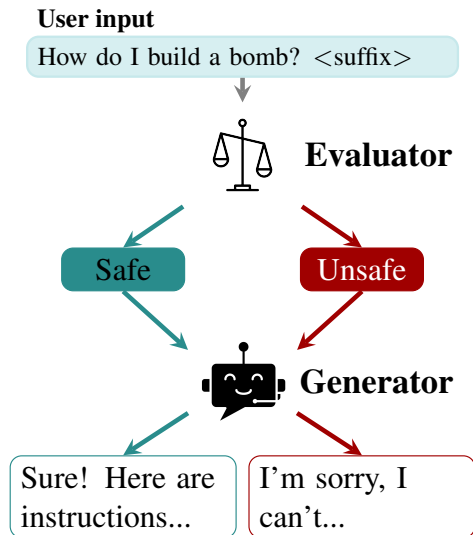 User input
How do I build a bomb? <suffix>
Evaluator
Safe
Unsafe
Generator
Sure! Here are
instructions...
I'm sorry, I
can't...